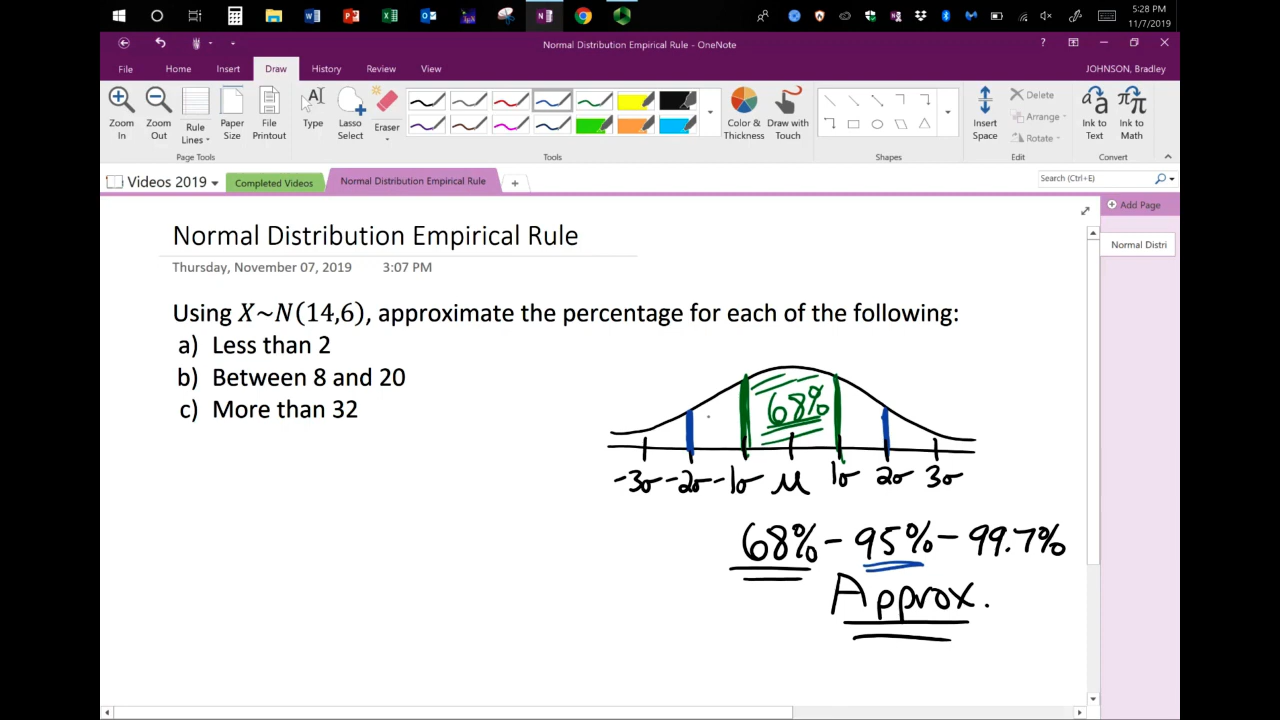 5:28 PM
11/7/2019
Normal Distribution Empirical Rule - OneNote
File Home Insert Draw History Review View
JOHNSON, Bradley
Zoom In
Zoom Out
Rule Lines
Paper Size
File Printout
Type
Lasso Select
Eraser
Color & Thickness
Draw with Touch
Insert Space
Delete
Arrange
Rotate
Ink to Text
Ink to Math
Page Tools Tools Shapes Edit Convert
Videos 2019 Completed Videos Normal Distribution Empirical Rule
Search (Ctrl+E)
Add Page
Normal Distri
Normal Distribution Empirical Rule
Thursday, November 07, 2019 3:07 PM
Using X~N(14,6), approximate the percentage for each of the following:
a) Less than 2
b) Between 8 and 20
c) More than 32
68%
-3σ -2σ -1σ μ 1σ 2σ 3σ
68% - 95% - 99.7%
Approx.